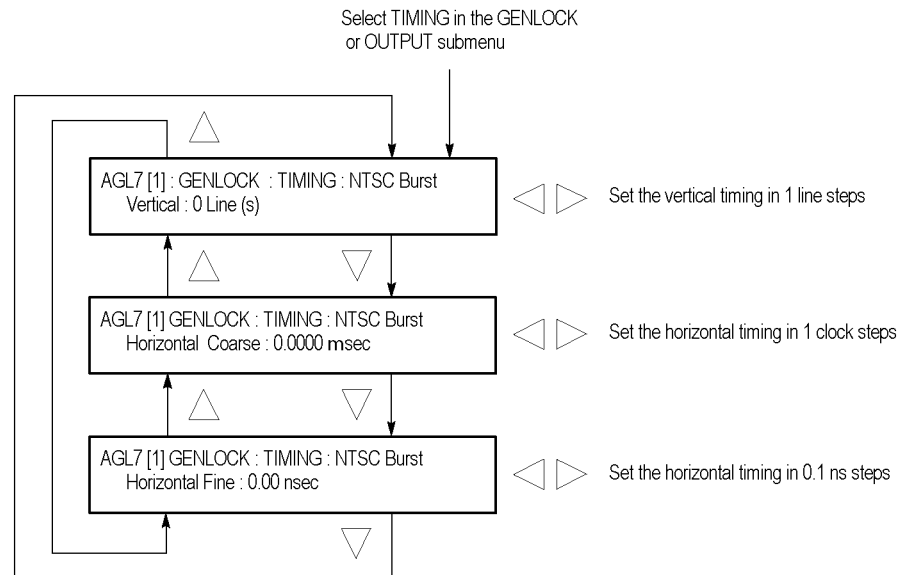 Select TIMING in the GENLOCK
or OUTPUT submenu
AGL7 [1] : GENLOCK : TIMING : NTSC Burst
Vertical : 0 Line (s)
Set the vertical timing in 1 line steps
AGL7 [1] GENLOCK : TIMING : NTSC Burst
Horizontal Coarse : 0.0000 msec
Set the horizontal timing in 1 clock steps
AGL7 [1] GENLOCK : TIMING : NTSC Burst
Horizontal Fine : 0.00 nsec
Set the horizontal timing in 0.1 ns steps